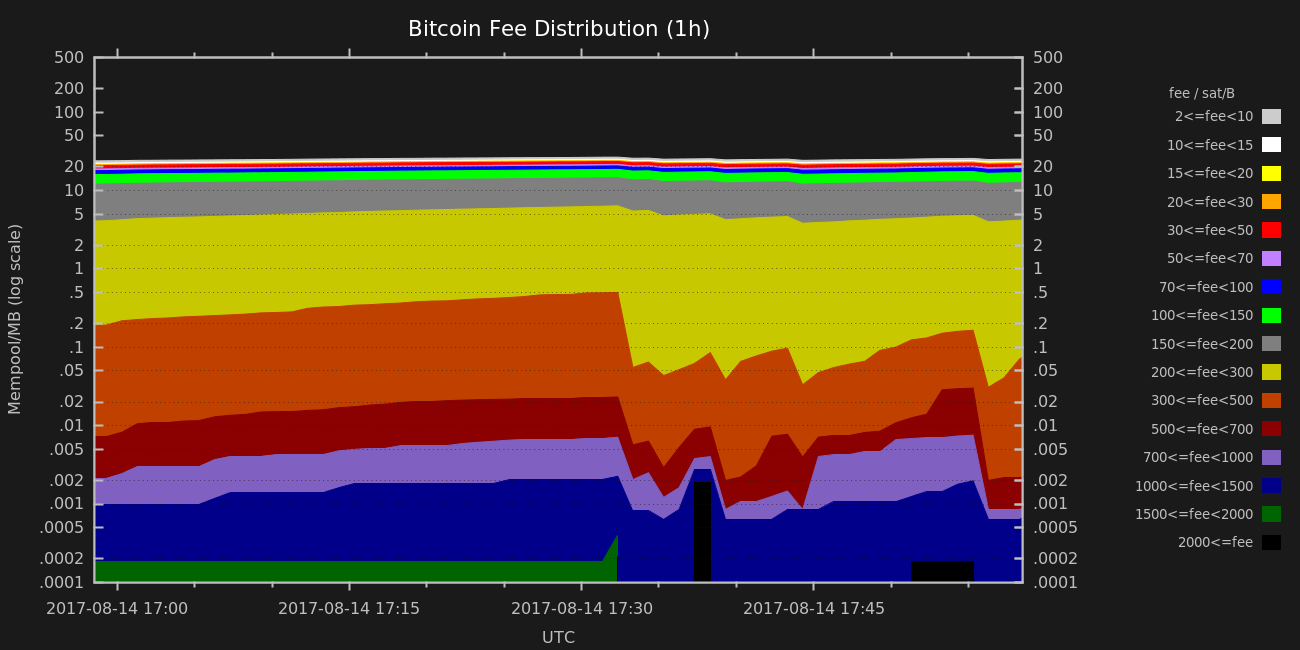 Bitcoin Fee Distribution (1h)
Mempool/MB (log scale)
500
200
100
50
20
10
5
2
1
.5
.2
.1
.05
.02
.01
.005
.002
.001
.0005
.0002
.0001
500
200
100
50
20
10
5
2
1
.5
.2
.1
.05
.02
.01
.005
.002
.001
.0005
.0002
.0001
2017-08-14 17:00
2017-08-14 17:15
2017-08-14 17:30
2017-08-14 17:45
UTC
fee / sat/B
2<=fee<10
10<=fee<15
15<=fee<20
20<=fee<30
30<=fee<50
50<=fee<70
70<=fee<100
100<=fee<150
150<=fee<200
200<=fee<300
300<=fee<500
500<=fee<700
700<=fee<1000
1000<=fee<1500
1500<=fee<2000
2000<=fee